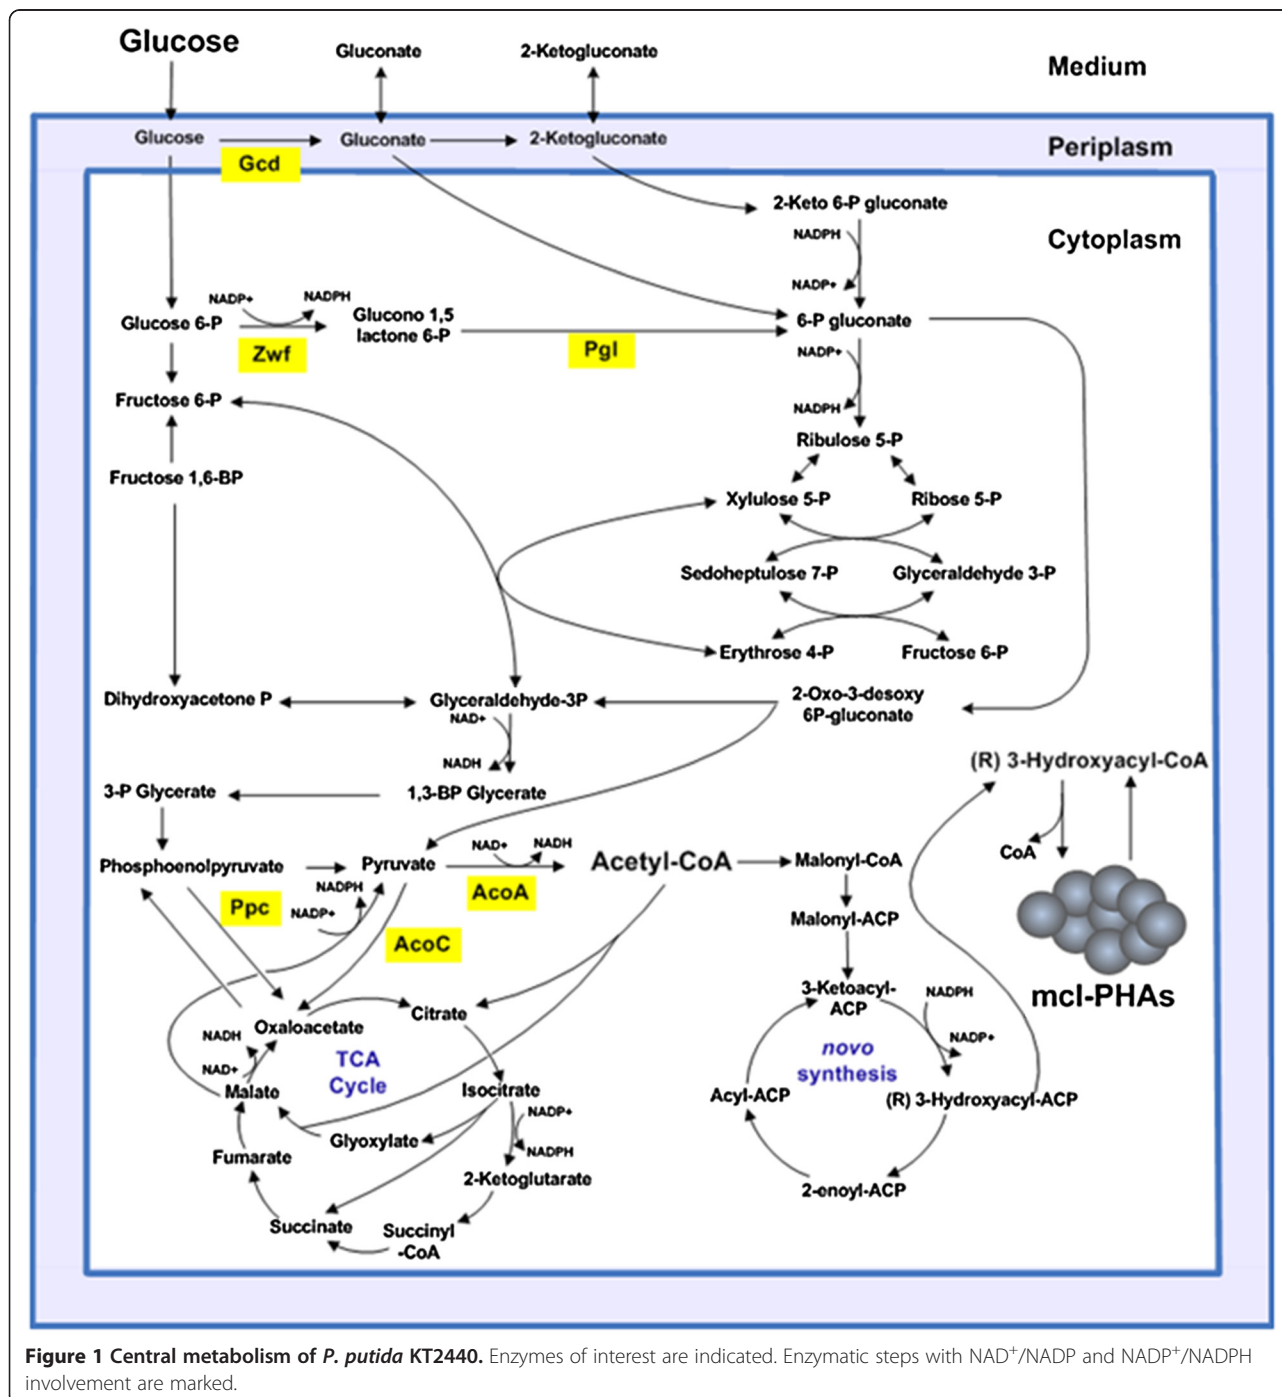 Glucose
Gluconate
2-Ketogluconate
Medium
Glucose
Gluconate
2-Ketogluconate
Periplasm
Gcd
2-Keto 6-P gluconate
NADPH
Cytoplasm
NADP+
NADP+
NADPH
Glucose 6-P
Glucono 1,5
lactone 6-P
6-P gluconate
Zwf
Pgl
NADP+
Fructose 6-P
NADPH
Ribulose 5-P
Fructose 1,6-BP
Xylulose 5-P
Ribose 5-P
Sedoheptulose 7-P
Glyceraldehyde 3-P
Erythrose 4-P
Fructose 6-P
Dihydroxyacetone P
Glyceraldehyde-3P
2-Oxo-3-desoxy
6P-gluconate
NAD+
NADH
(R) 3-Hydroxyacyl-CoA
3-P Glycerate
1,3-BP Glycerate
NAD+
NADH
CoA
Phosphoenolpyruvate
Pyruvate
Acetyl-CoA
Malonyl-CoA
NADPH
AcoA
Ppc
NADP+
Malonyl-ACP
AcoC
3-Ketoacyl-
ACP
NADPH
mcl-PHAs
Citrate
Oxaloacetate
NADH
NADP+
TCA
Cycle
novo
synthesis
NAD+
Malate
Isocitrate
Acyl-ACP
(R) 3-Hydroxyacyl-ACP
NADP+
Glyoxylate
NADPH
Fumarate
2-Ketoglutarate
2-enoyl-ACP
Succinate
Succinyl
-CoA
Figure 1 Central metabolism of P. putida KT2440. Enzymes of interest are indicated. Enzymatic steps with NAD+/NADP and NADP+/NADPH
involvement are marked.